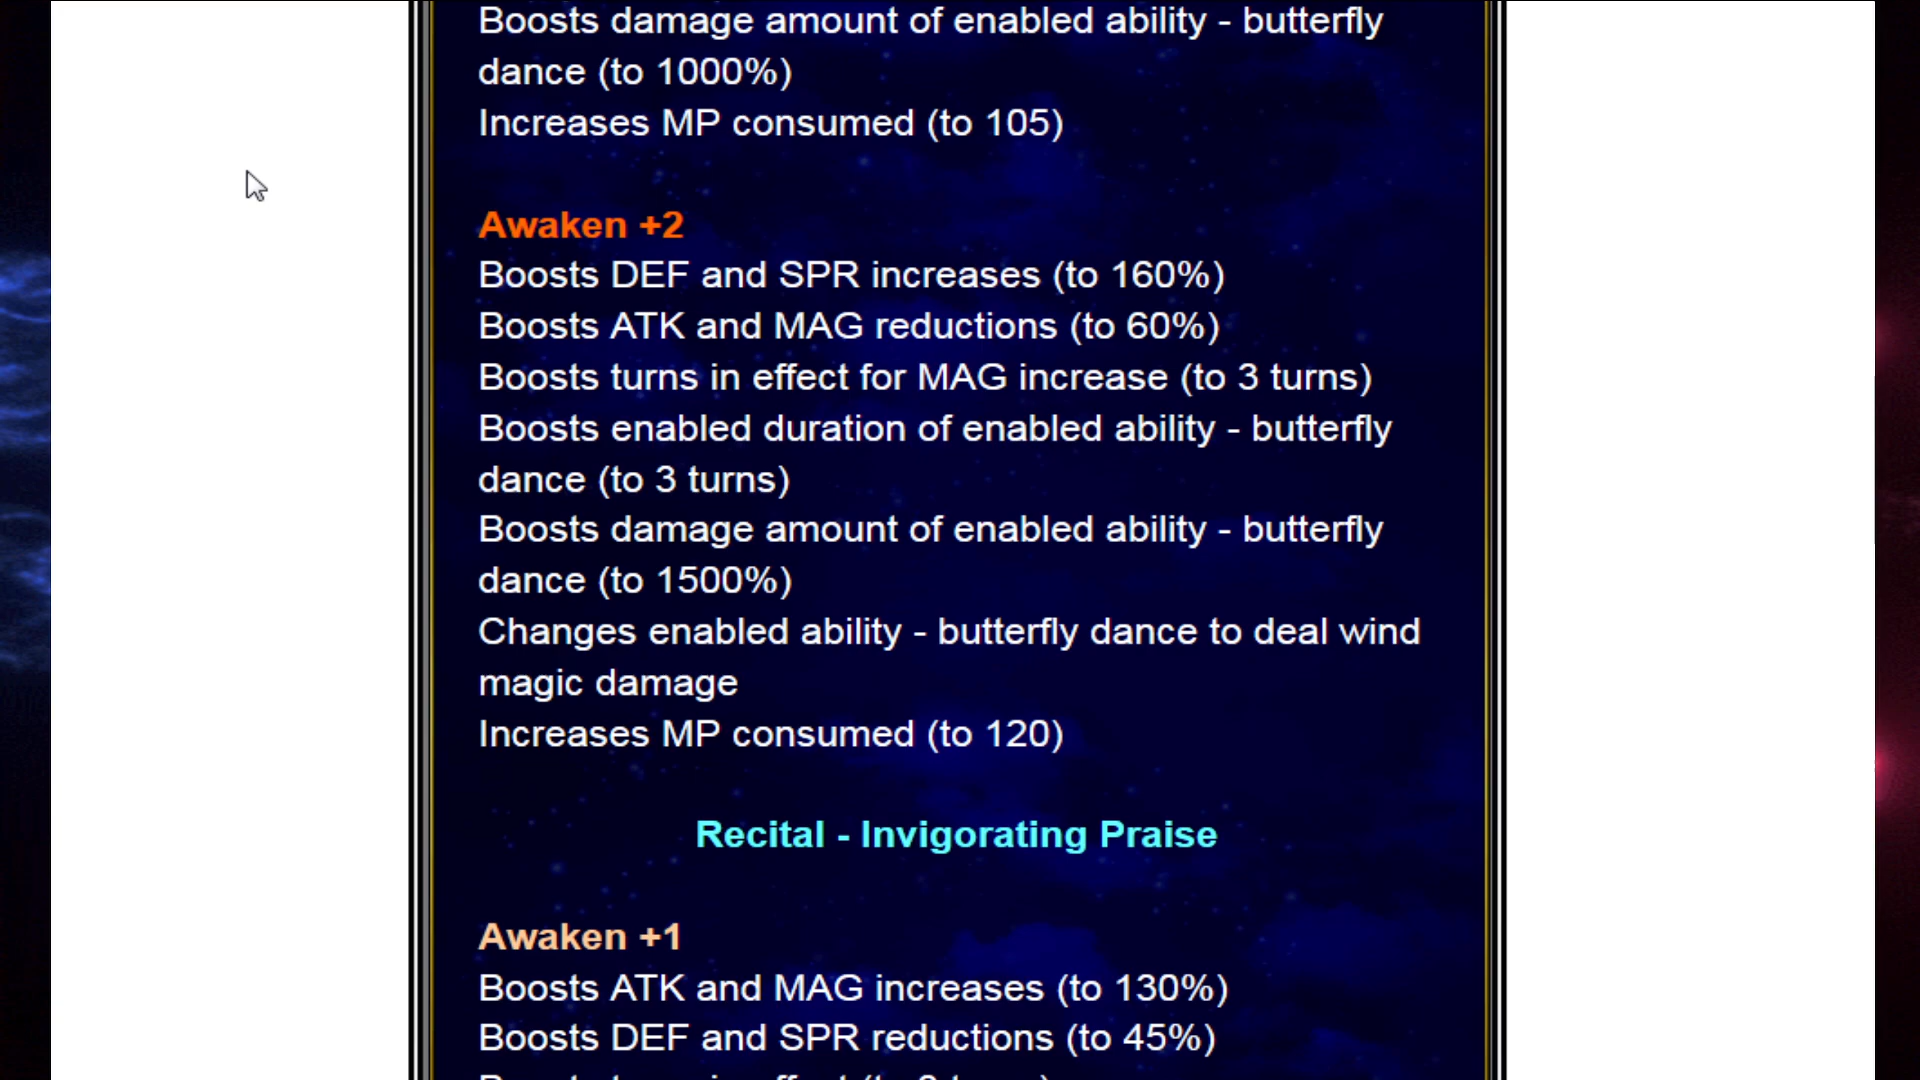 Boosts damage amount of enabled ability - butterfly
dance (to 1000%)
Increases MP consumed (to 105)
Awaken +2
Boosts DEF and SPR increases (to 160%)
Boosts ATK and MAG reductions (to 60%)
Boosts turns in effect for MAG increase (to 3 turns)
Boosts enabled duration of enabled ability - butterfly
dance (to 3 turns)
Boosts damage amount of enabled ability - butterfly
dance (to 1500%)
Changes enabled ability - butterfly dance to deal wind
magic damage
Increases MP consumed (to 120)
Recital - Invigorating Praise
Awaken +1
Boosts ATK and MAG increases (to 130%)
Boosts DEF and SPR reductions (to 45%)